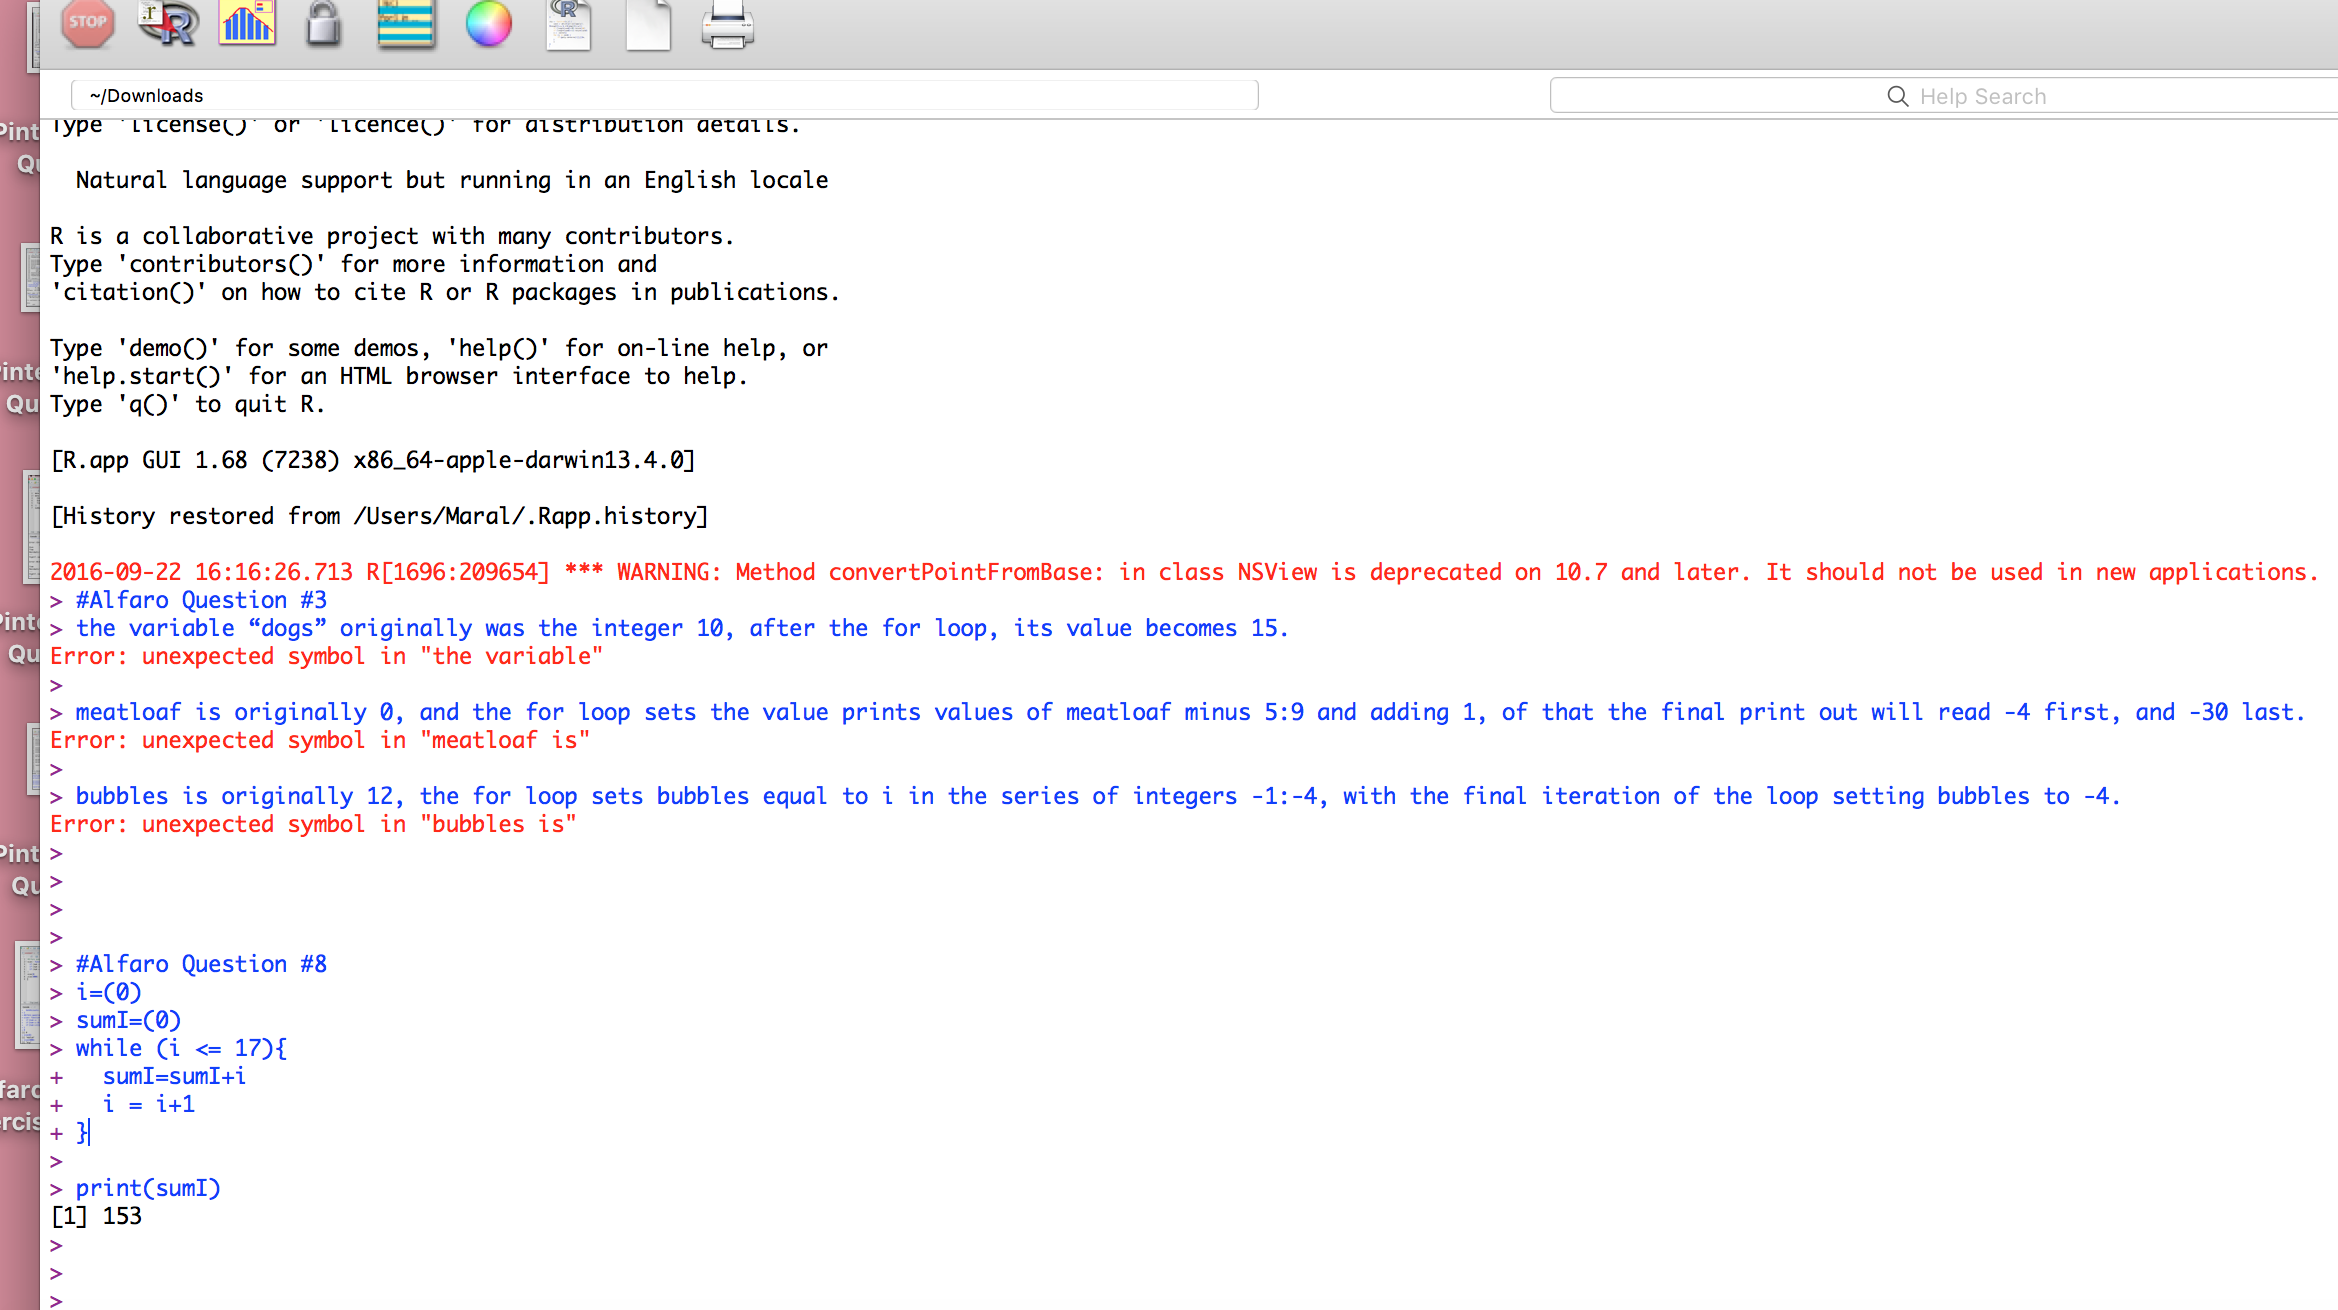 STOP
~/Downloads
Help Search
Type 'license()' or 'licence()' for distribution details.
Natural language support but running in an English locale
R is a collaborative project with many contributors.
Type 'contributors()' for more information and
'citation()' on how to cite R or R packages in publications.
Type 'demo()' for some demos, 'help()' for on-line help, or
'help.start()' for an HTML browser interface to help.
Type 'q()' to quit R.
[R.app GUI 1.68 (7238) x86_64-apple-darwin13.4.0]
[History restored from /Users/Maral/.Rapp.history]
2016-09-22 16:16:26.713 R[1696:209654] *** WARNING: Method convertPointFromBase: in class NSView is deprecated on 10.7 and later. It should not be used in new applications.
> #Alfaro Question #3
> the variable “dogs” originally was the integer 10, after the for loop, its value becomes 15.
Error: unexpected symbol in "the variable"
>
> meatloaf is originally 0, and the for loop sets the value prints values of meatloaf minus 5:9 and adding 1, of that the final print out will read -4 first, and -30 last.
Error: unexpected symbol in "meatloaf is"
>
> bubbles is originally 12, the for loop sets bubbles equal to i in the series of integers -1:-4, with the final iteration of the loop setting bubbles to -4.
Error: unexpected symbol in "bubbles is"
>
>
>
>
> #Alfaro Question #8
> i=(0)
> sumI=(0)
> while (i <= 17){
+   sumI=sumI+i
+   i = i+1
+ }
>
> print(sumI)
[1] 153
>
>
>